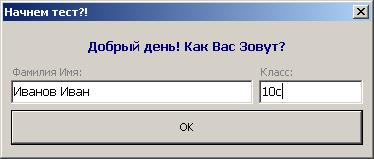 Начнем тест?!
Добрый день! Как Вас Зовут?
Фамилия Имя: Класс:
Иванов Иван 10с
OK